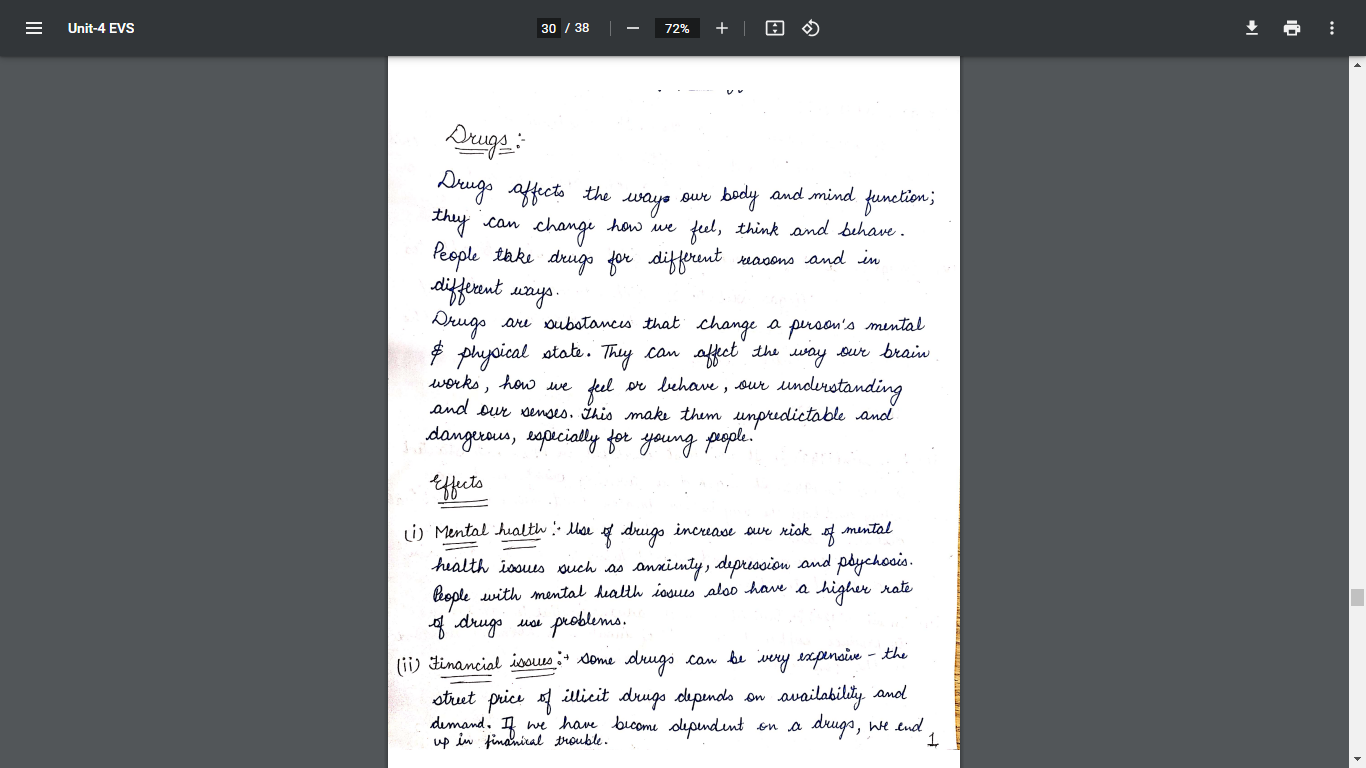 Unit-4 EVS
30 / 38
72%
Drugs :-
Drugs affects the ways our body and mind function;
they can change how we feel, think and behave.
People take drugs for different reasons and in
different ways.
Drugs are substances that change a person's mental
& physical state. They can affect the way our brain
works, how we feel or behave, our understanding
and our senses. This make them unpredictable and
dangerous, especially for young people.
Effects
(i) Mental health :- Use of drugs increase our risk of mental
health issues such as anxienty, depression and psychosis.
People with mental health issues also have a higher rate
of drugs use problems.
(ii) Financial issues :- Some drugs can be very expensive - the
street price of illicit drugs depends on availability and
demand. If we have become dependent on a drugs, we end
up in finanical trouble.
1